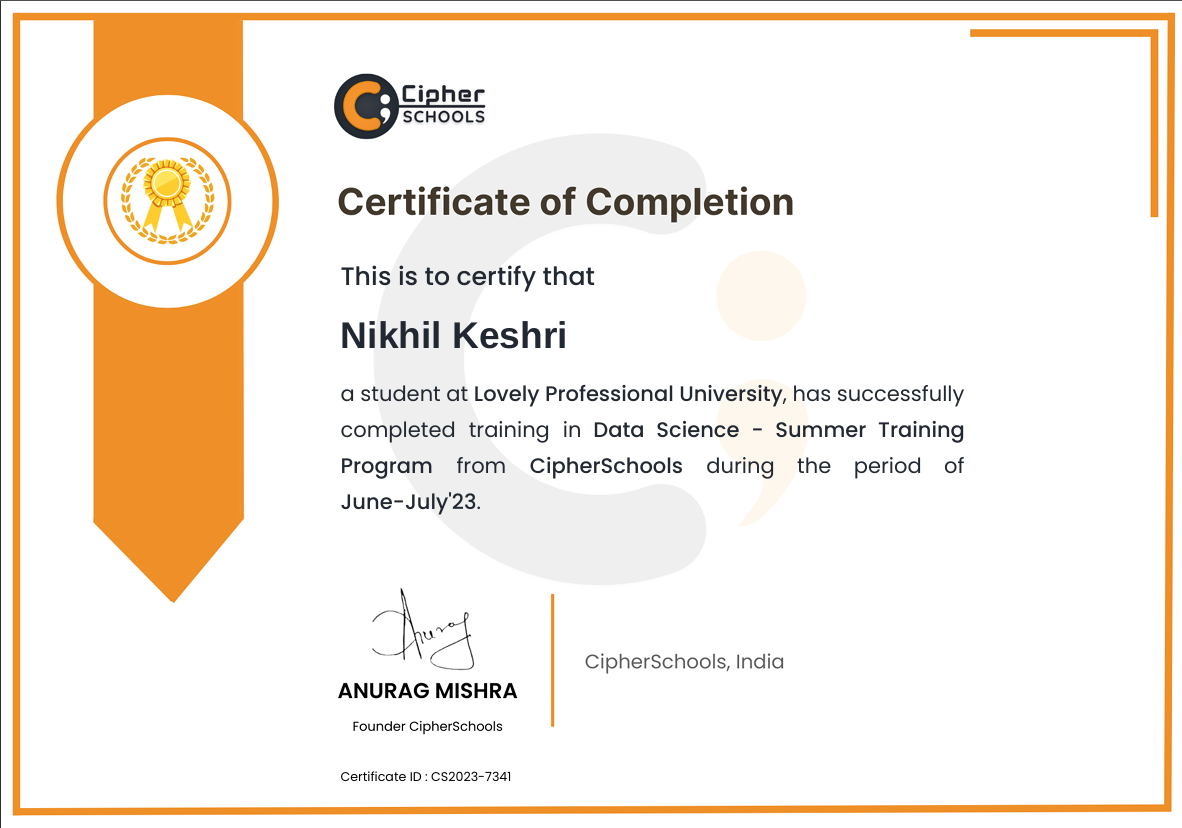 Cipher
SCHOOLS
Certificate of Completion
This is to certify that
Nikhil Keshri
a student at Lovely Professional University, has successfully
completed training in Data Science - Summer Training
Program from CipherSchools during the period of
June-July'23.
Anurag
ANURAG MISHRA
Founder CipherSchools
CipherSchools, India
Certificate ID : CS2023-7341